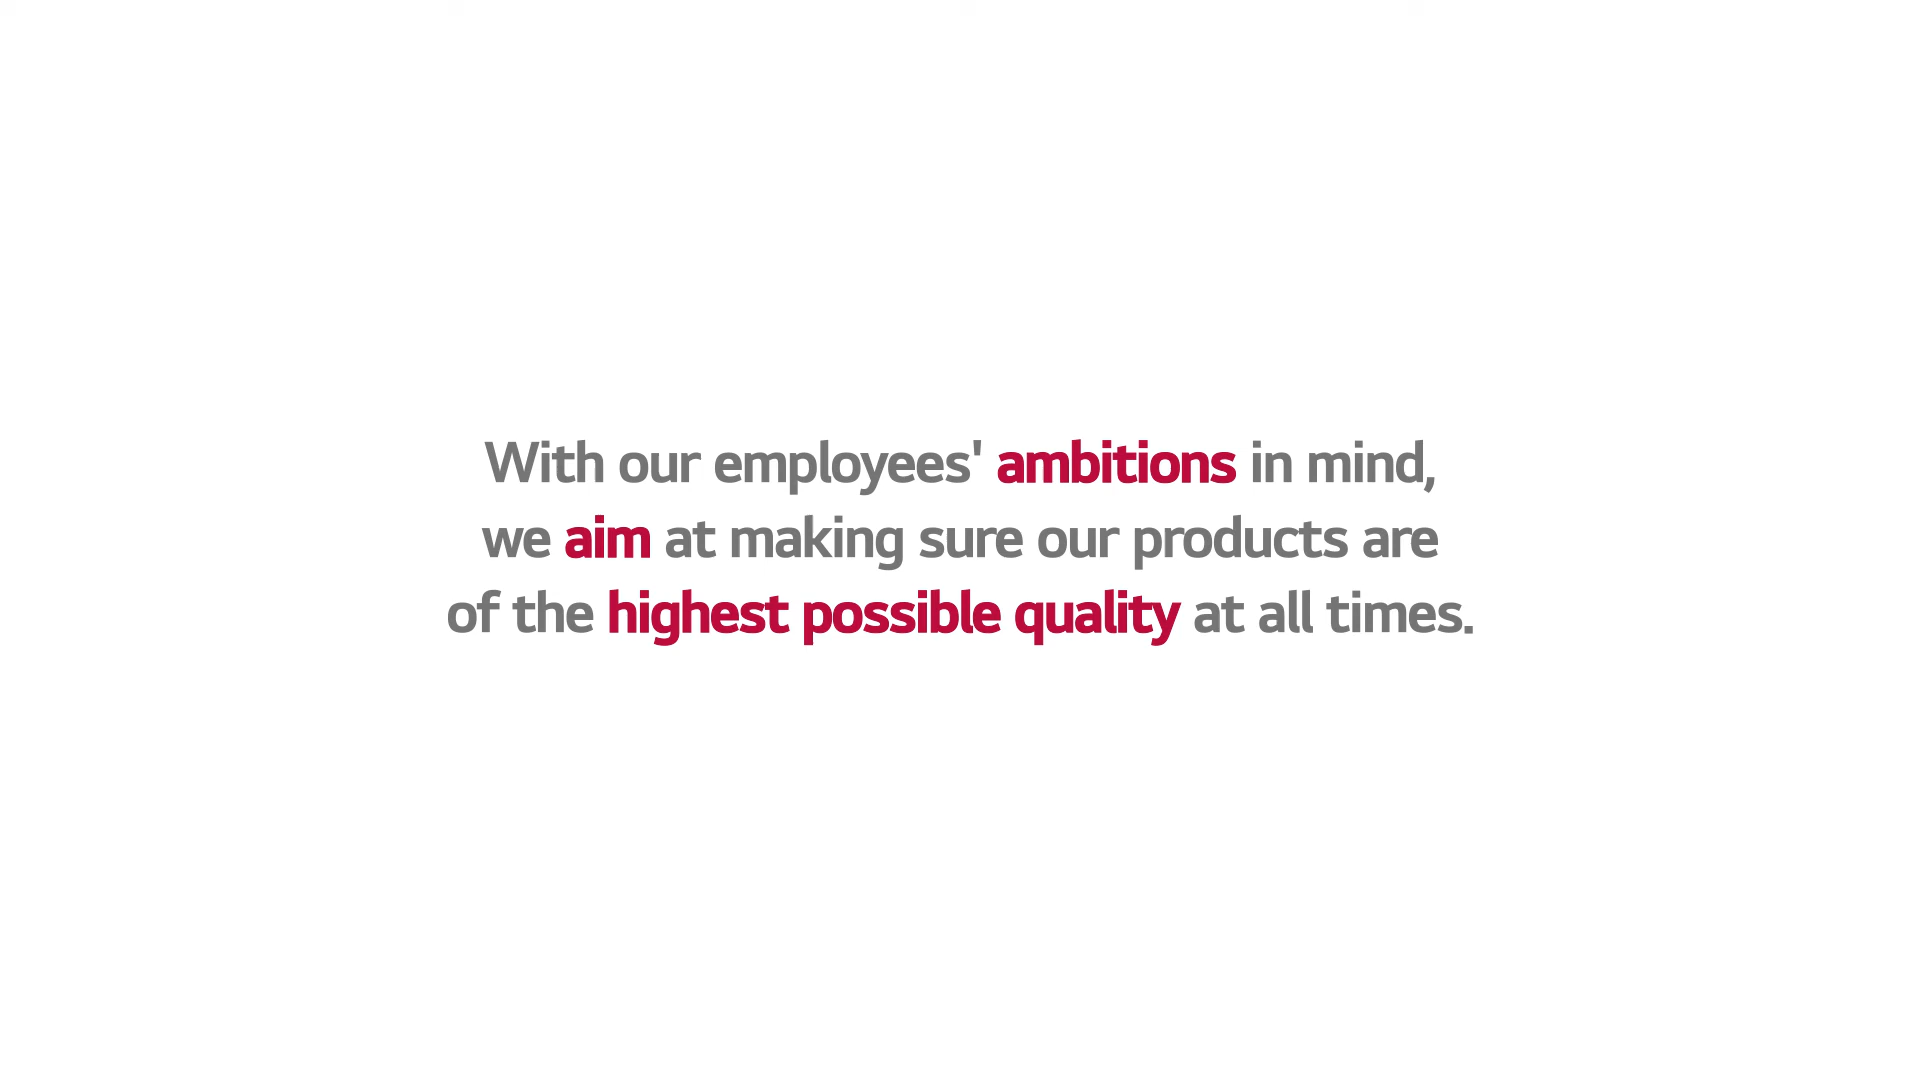 With our employees' ambitions in mind,
we aim at making sure our products are
of the highest possible quality at all times.